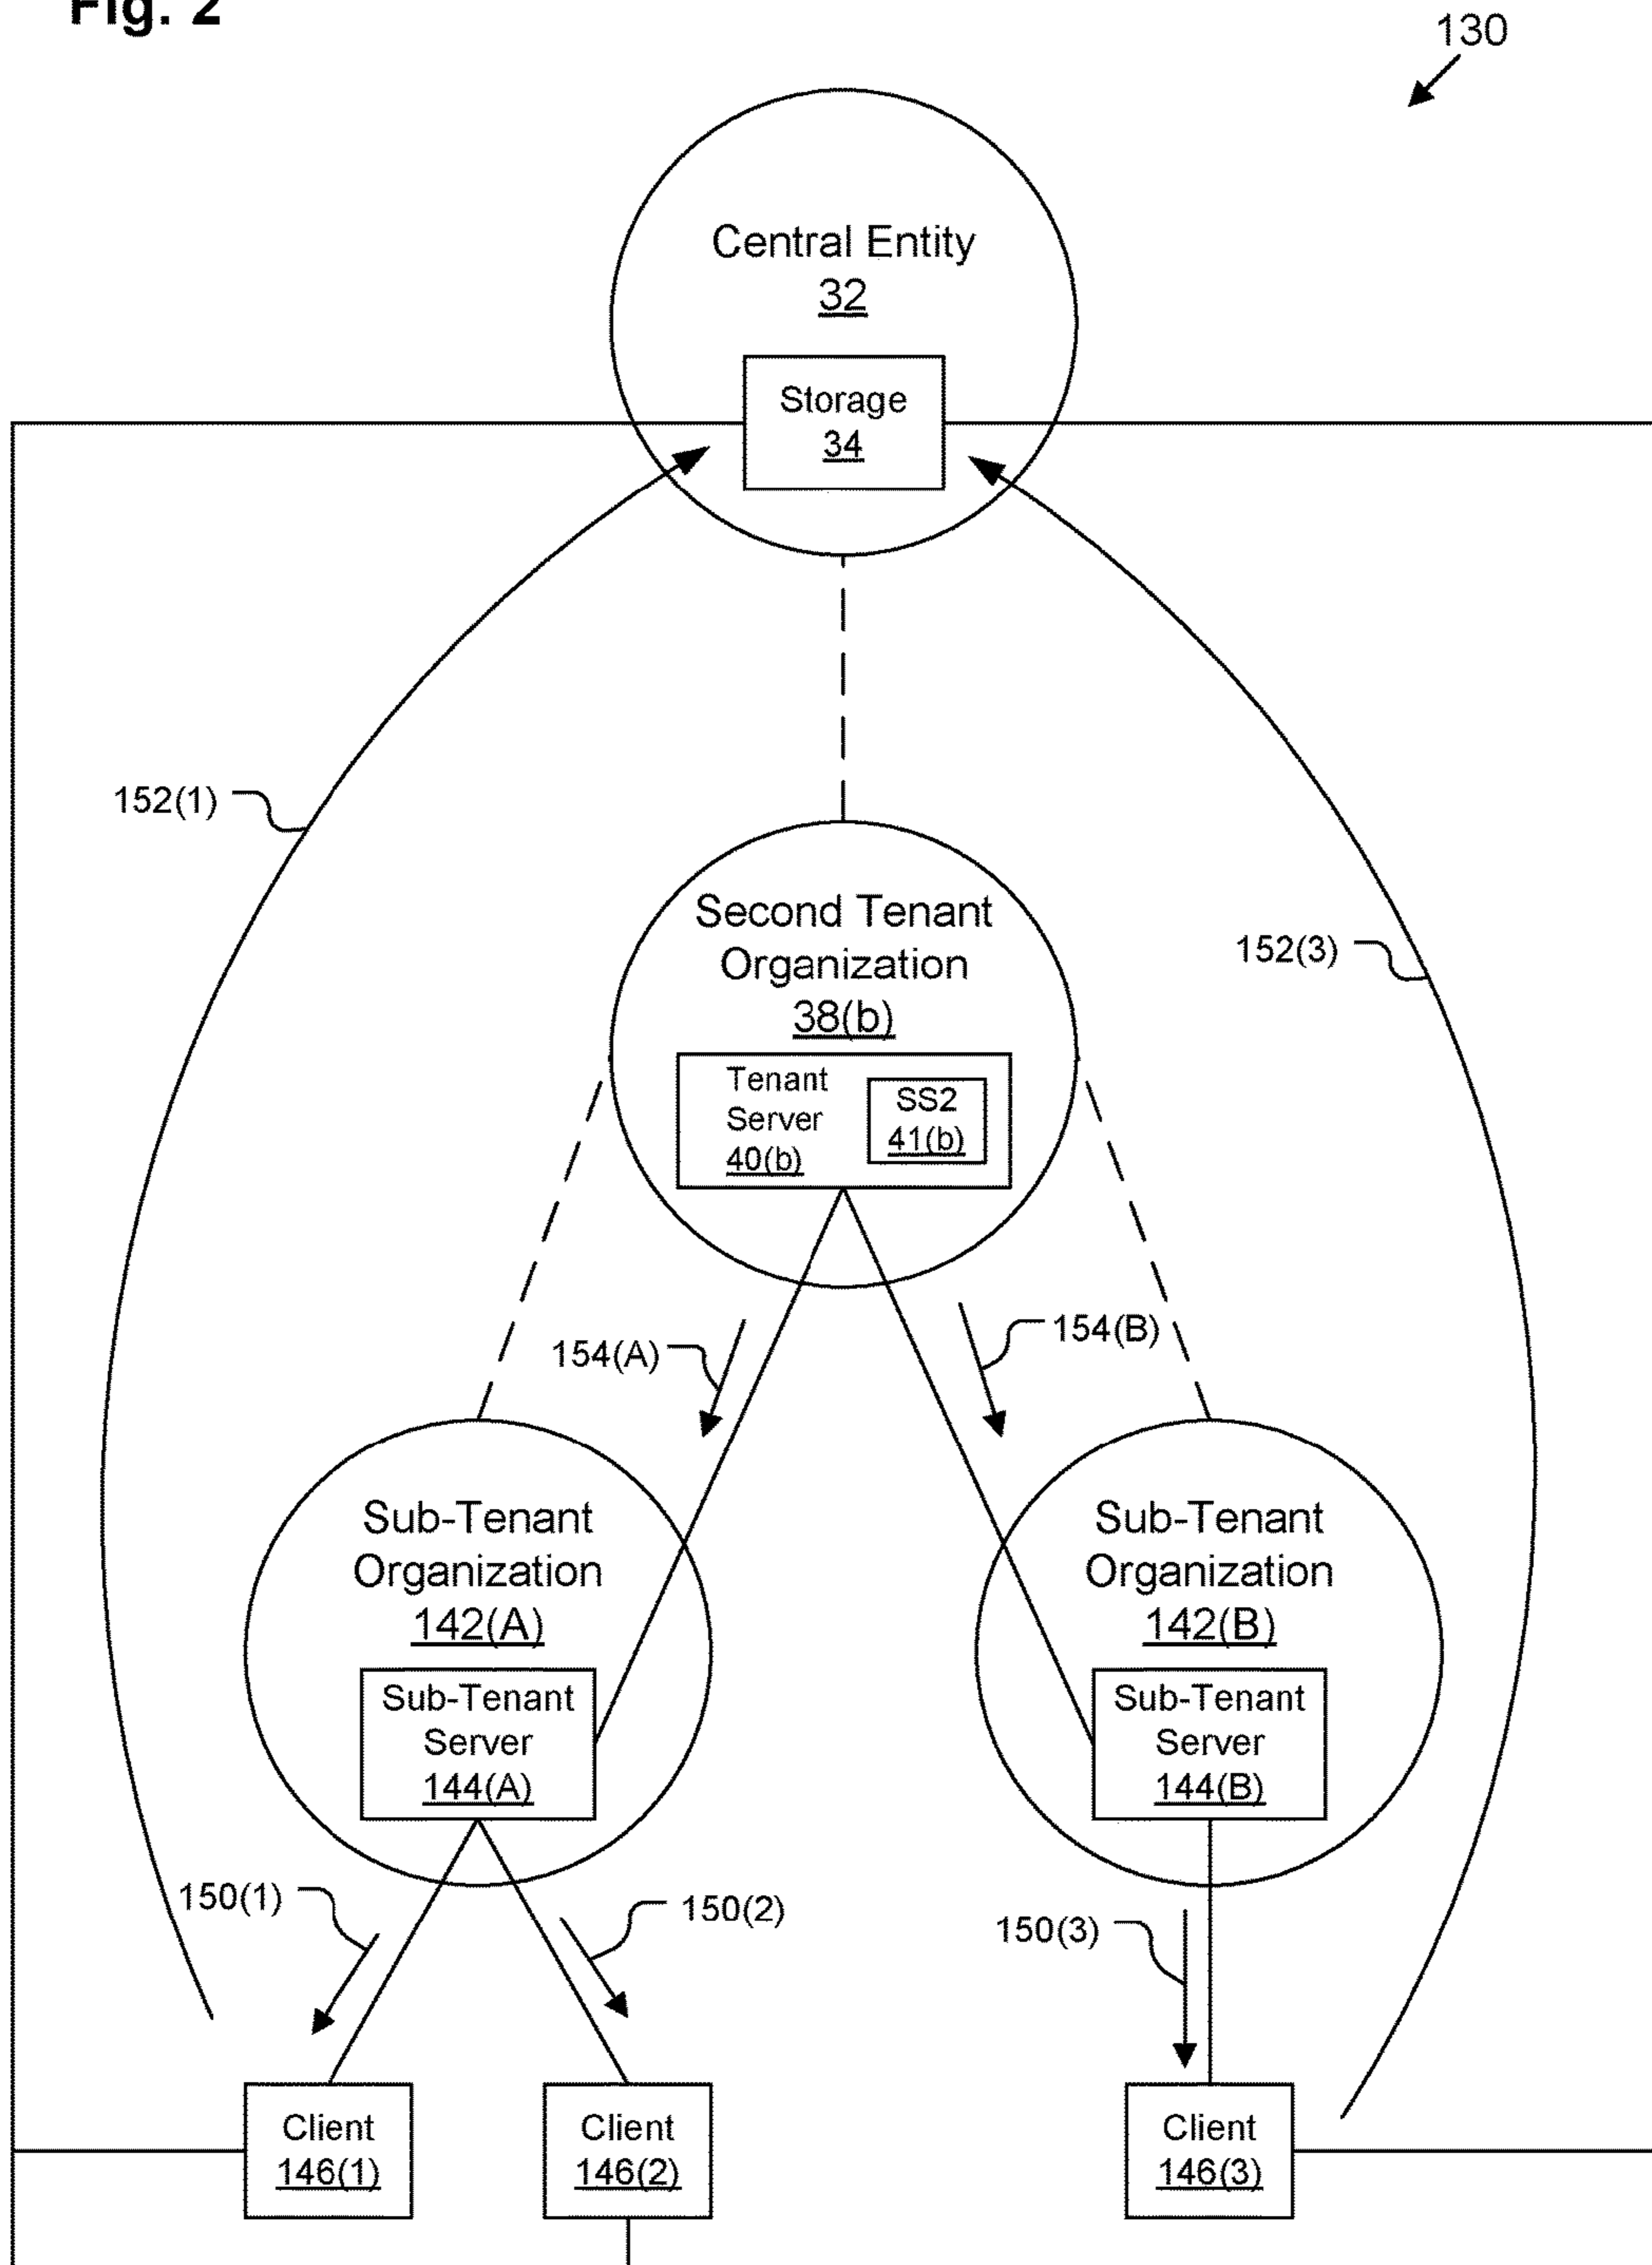 Fig. 2
130
Central Entity
32
Storage
34
152(1)
Second Tenant
Organization
38(b)
152(3)
Tenant
Server
40(b)
SS2
41(b)
154(A)
154(B)
Sub-Tenant
Organization
142(A)
Sub-Tenant
Server
144(A)
Sub-Tenant
Organization
142(B)
Sub-Tenant
Server
144(B)
150(1)
150(2)
150(3)
Client
146(1)
Client
146(2)
Client
146(3)